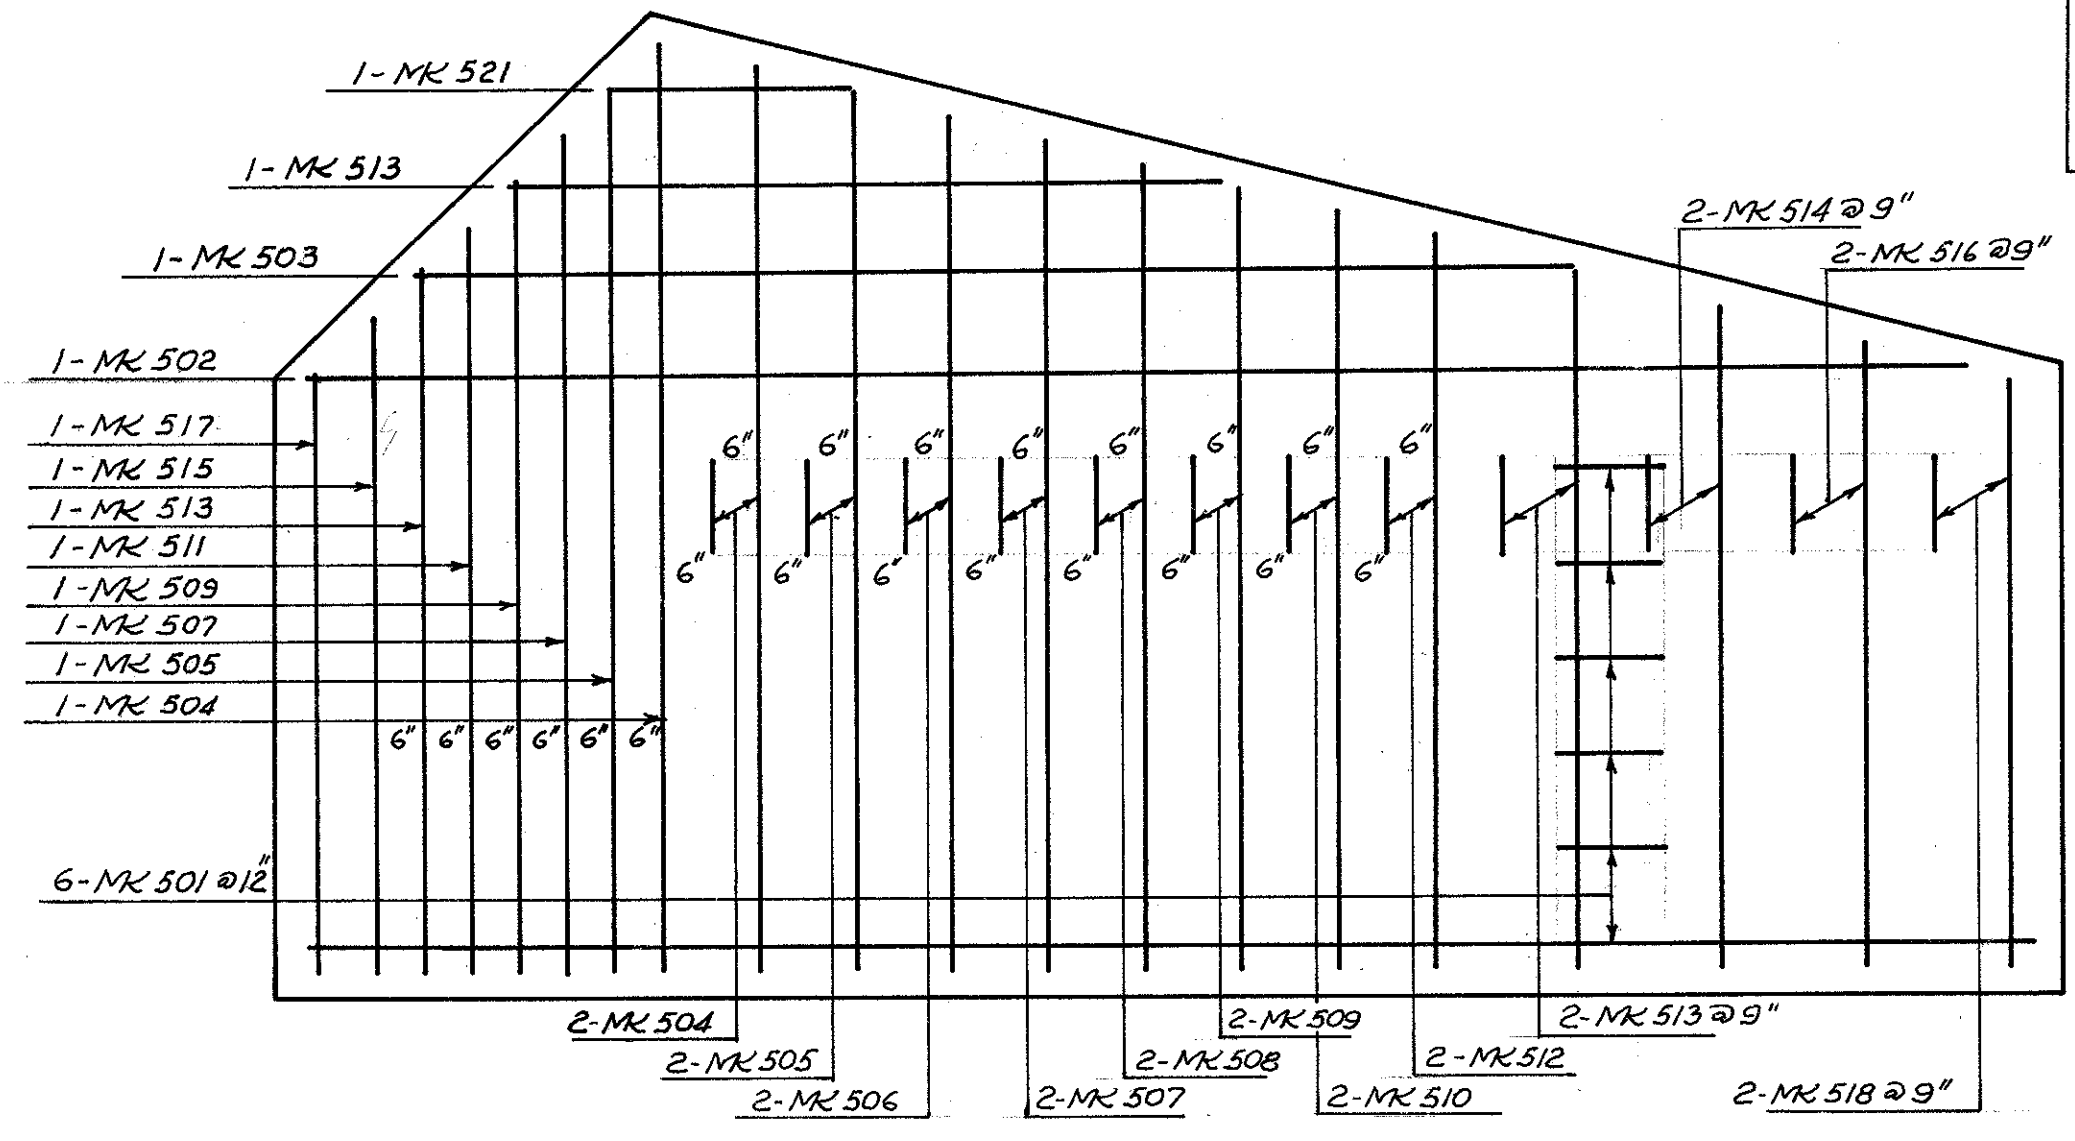 1-MK 521
1-MK 513
1-MK 503
2-MK 514 @ 9"
2-MK 516 @ 9"
1-MK 502
1-MK 517
1-MK 515
1-MK 513
1-MK 511
1-MK 509
1-MK 507
1-MK 505
1-MK 504
6" 6" 6" 6" 6" 6" 6" 6"
6" 6" 6" 6" 6" 6" 6" 6"
6" 6" 6" 6" 6" 6"
6-MK 501 @ 12"
2-MK 504
2-MK 505
2-MK 506
2-MK 507
2-MK 508
2-MK 509
2-MK 510
2-MK 512
2-MK 513 @ 9"
2-MK 518 @ 9"